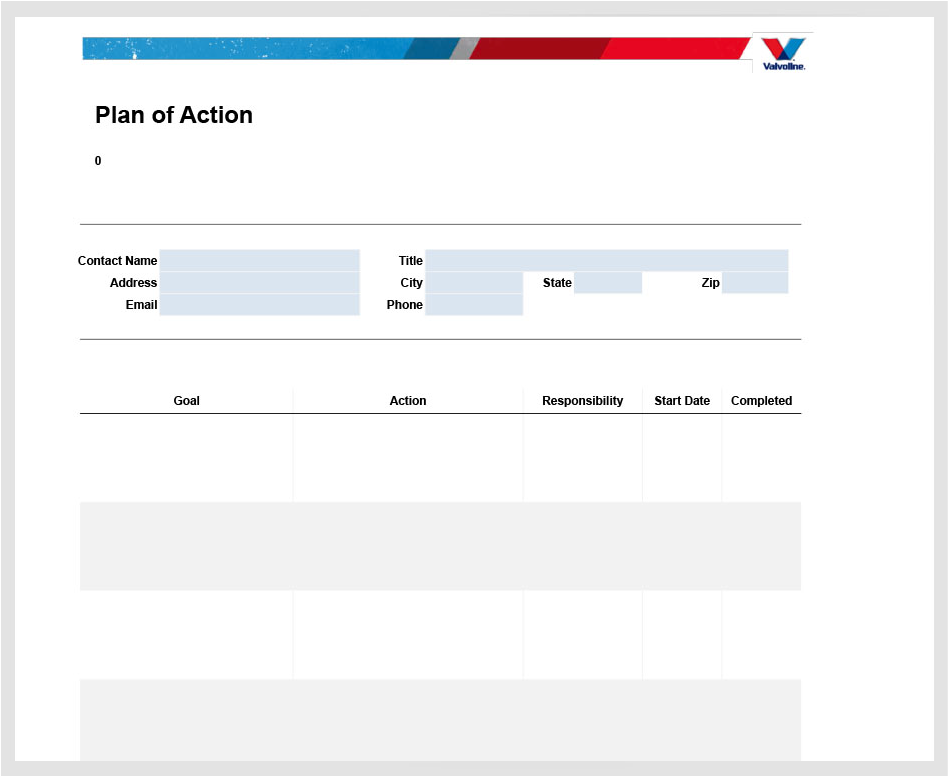 Valvoline.
Plan of Action
0
Contact Name Title
Address City State Zip
Email Phone
Goal Action Responsibility Start Date Completed